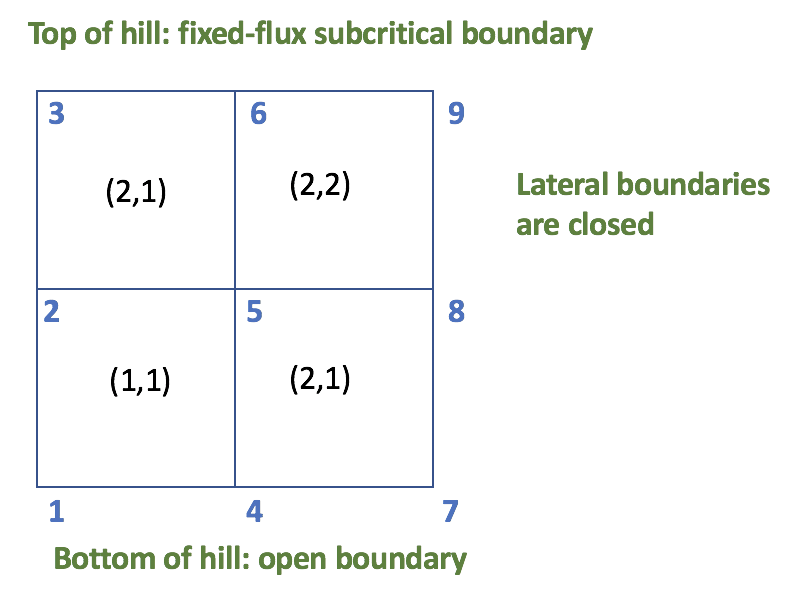 Top of hill: fixed-flux subcritical boundary
3 6 9
(2,1) (2,2)
Lateral boundaries
are closed
2 5 8
(1,1) (2,1)
1 4 7
Bottom of hill: open boundary